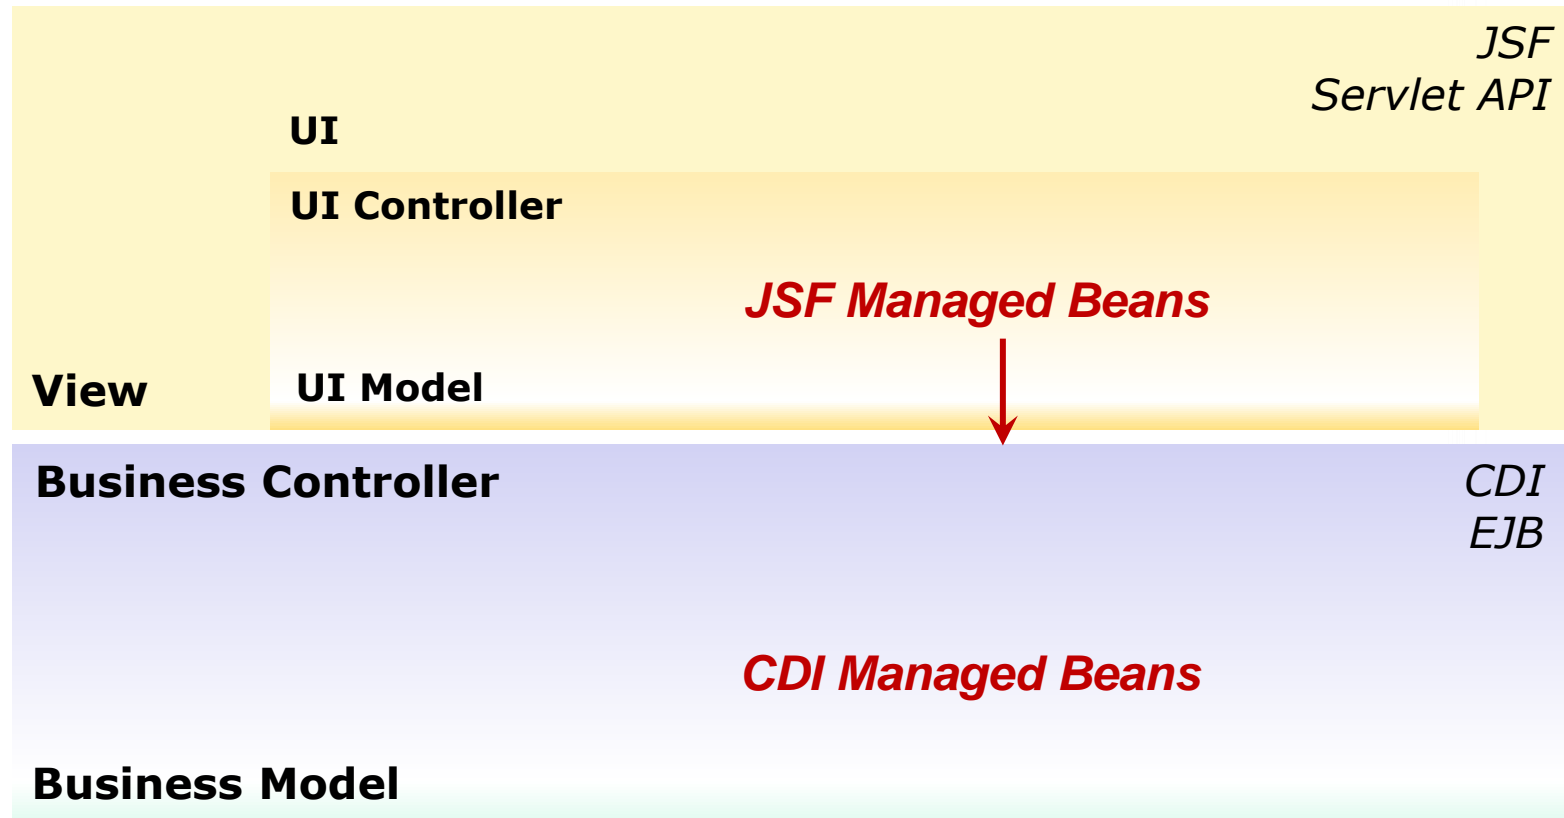 JSF
Servlet API
UI
UI Controller
JSF Managed Beans
View
UI Model
Business Controller
CDI
EJB
CDI Managed Beans
Business Model